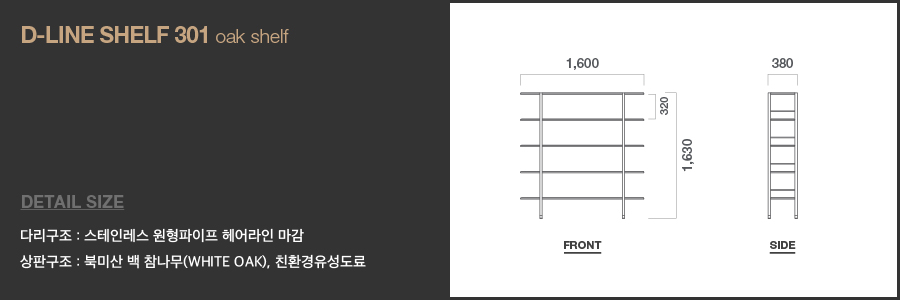 D-LINE SHELF 301 oak shelf
DETAIL SIZE
다리구조 : 스테인레스 원형파이프 헤어라인 마감
상판구조 : 북미산 백 참나무(WHITE OAK), 친환경유성도료
1,600
380
320
1,630
FRONT
SIDE